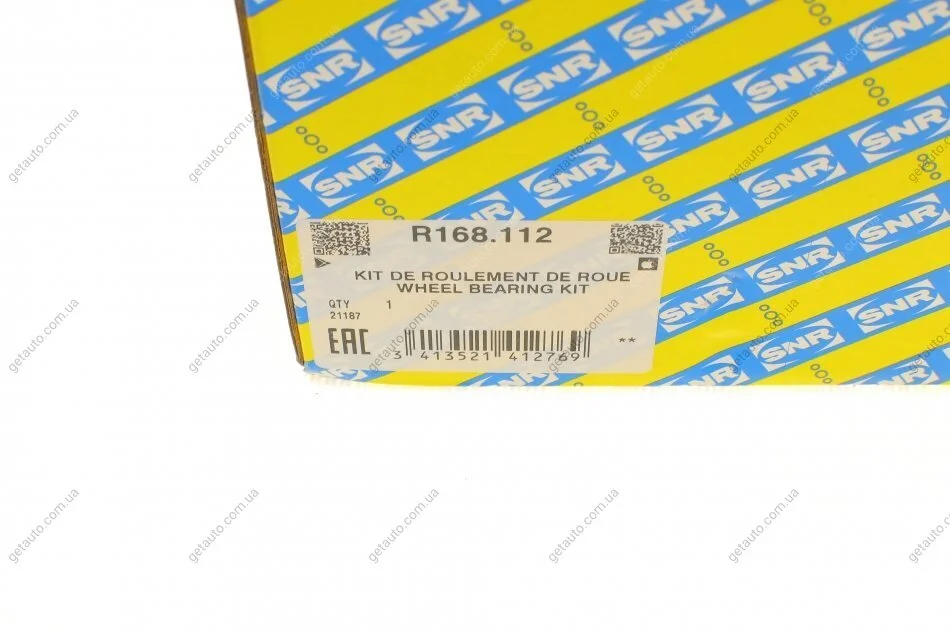 SNR
R168.112
KIT DE ROULEMENT DE ROUE
WHEEL BEARING KIT
QTY 1
21187
EAC
**
3 413521 412769
getauto.com.ua